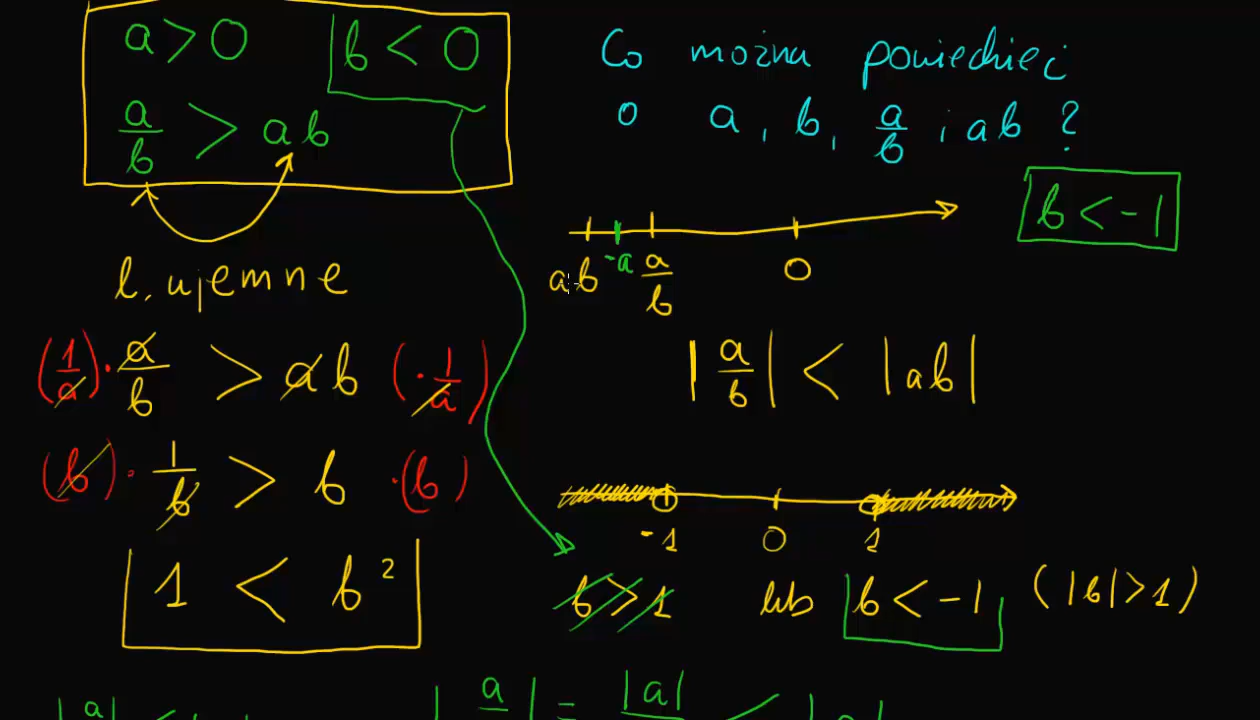 a > 0 b < 0
a/b > ab
Co można powiedzieć
o a, b, a/b i ab ?
b < -1
ab -a a/b 0
l. ujemne
|a/b| < |ab|
(1/a) · a/b > ab (· 1/a)
(b) · 1/b > b ·(b)
-1 0 1
1 < b²
b > 1 lub b < -1 (|b| > 1)